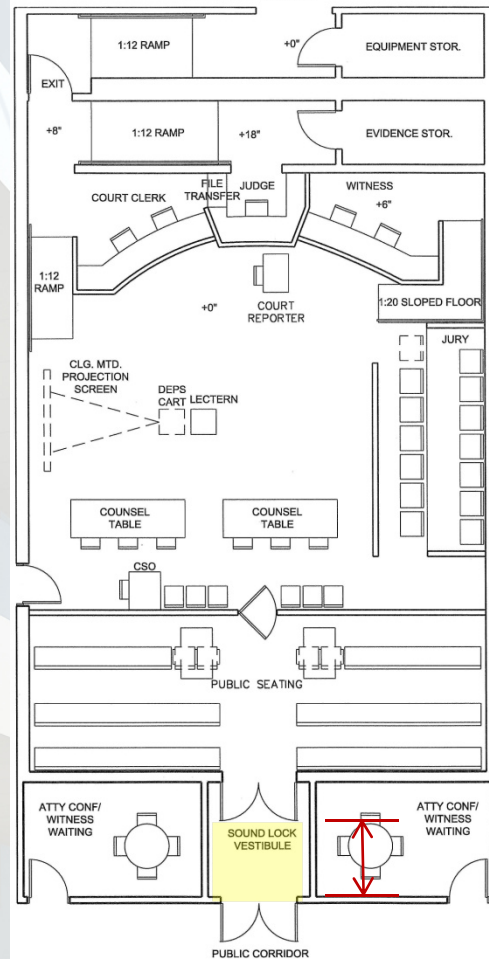 1:12 RAMP
+0"
EQUIPMENT STOR.
EXIT
+8"
1:12 RAMP
+18"
EVIDENCE STOR.
COURT CLERK
FILE
TRANSFER
JUDGE
WITNESS
+6"
1:12
RAMP
+0"
COURT
REPORTER
1:20 SLOPED FLOOR
JURY
CLG. MTD.
PROJECTION
SCREEN
DEPS
CART
LECTERN
COUNSEL
TABLE
COUNSEL
TABLE
CSO
PUBLIC SEATING
ATTY CONF/
WITNESS
WAITING
SOUND LOCK
VESTIBULE
ATTY CONF/
WITNESS
WAITING
PUBLIC CORRIDOR